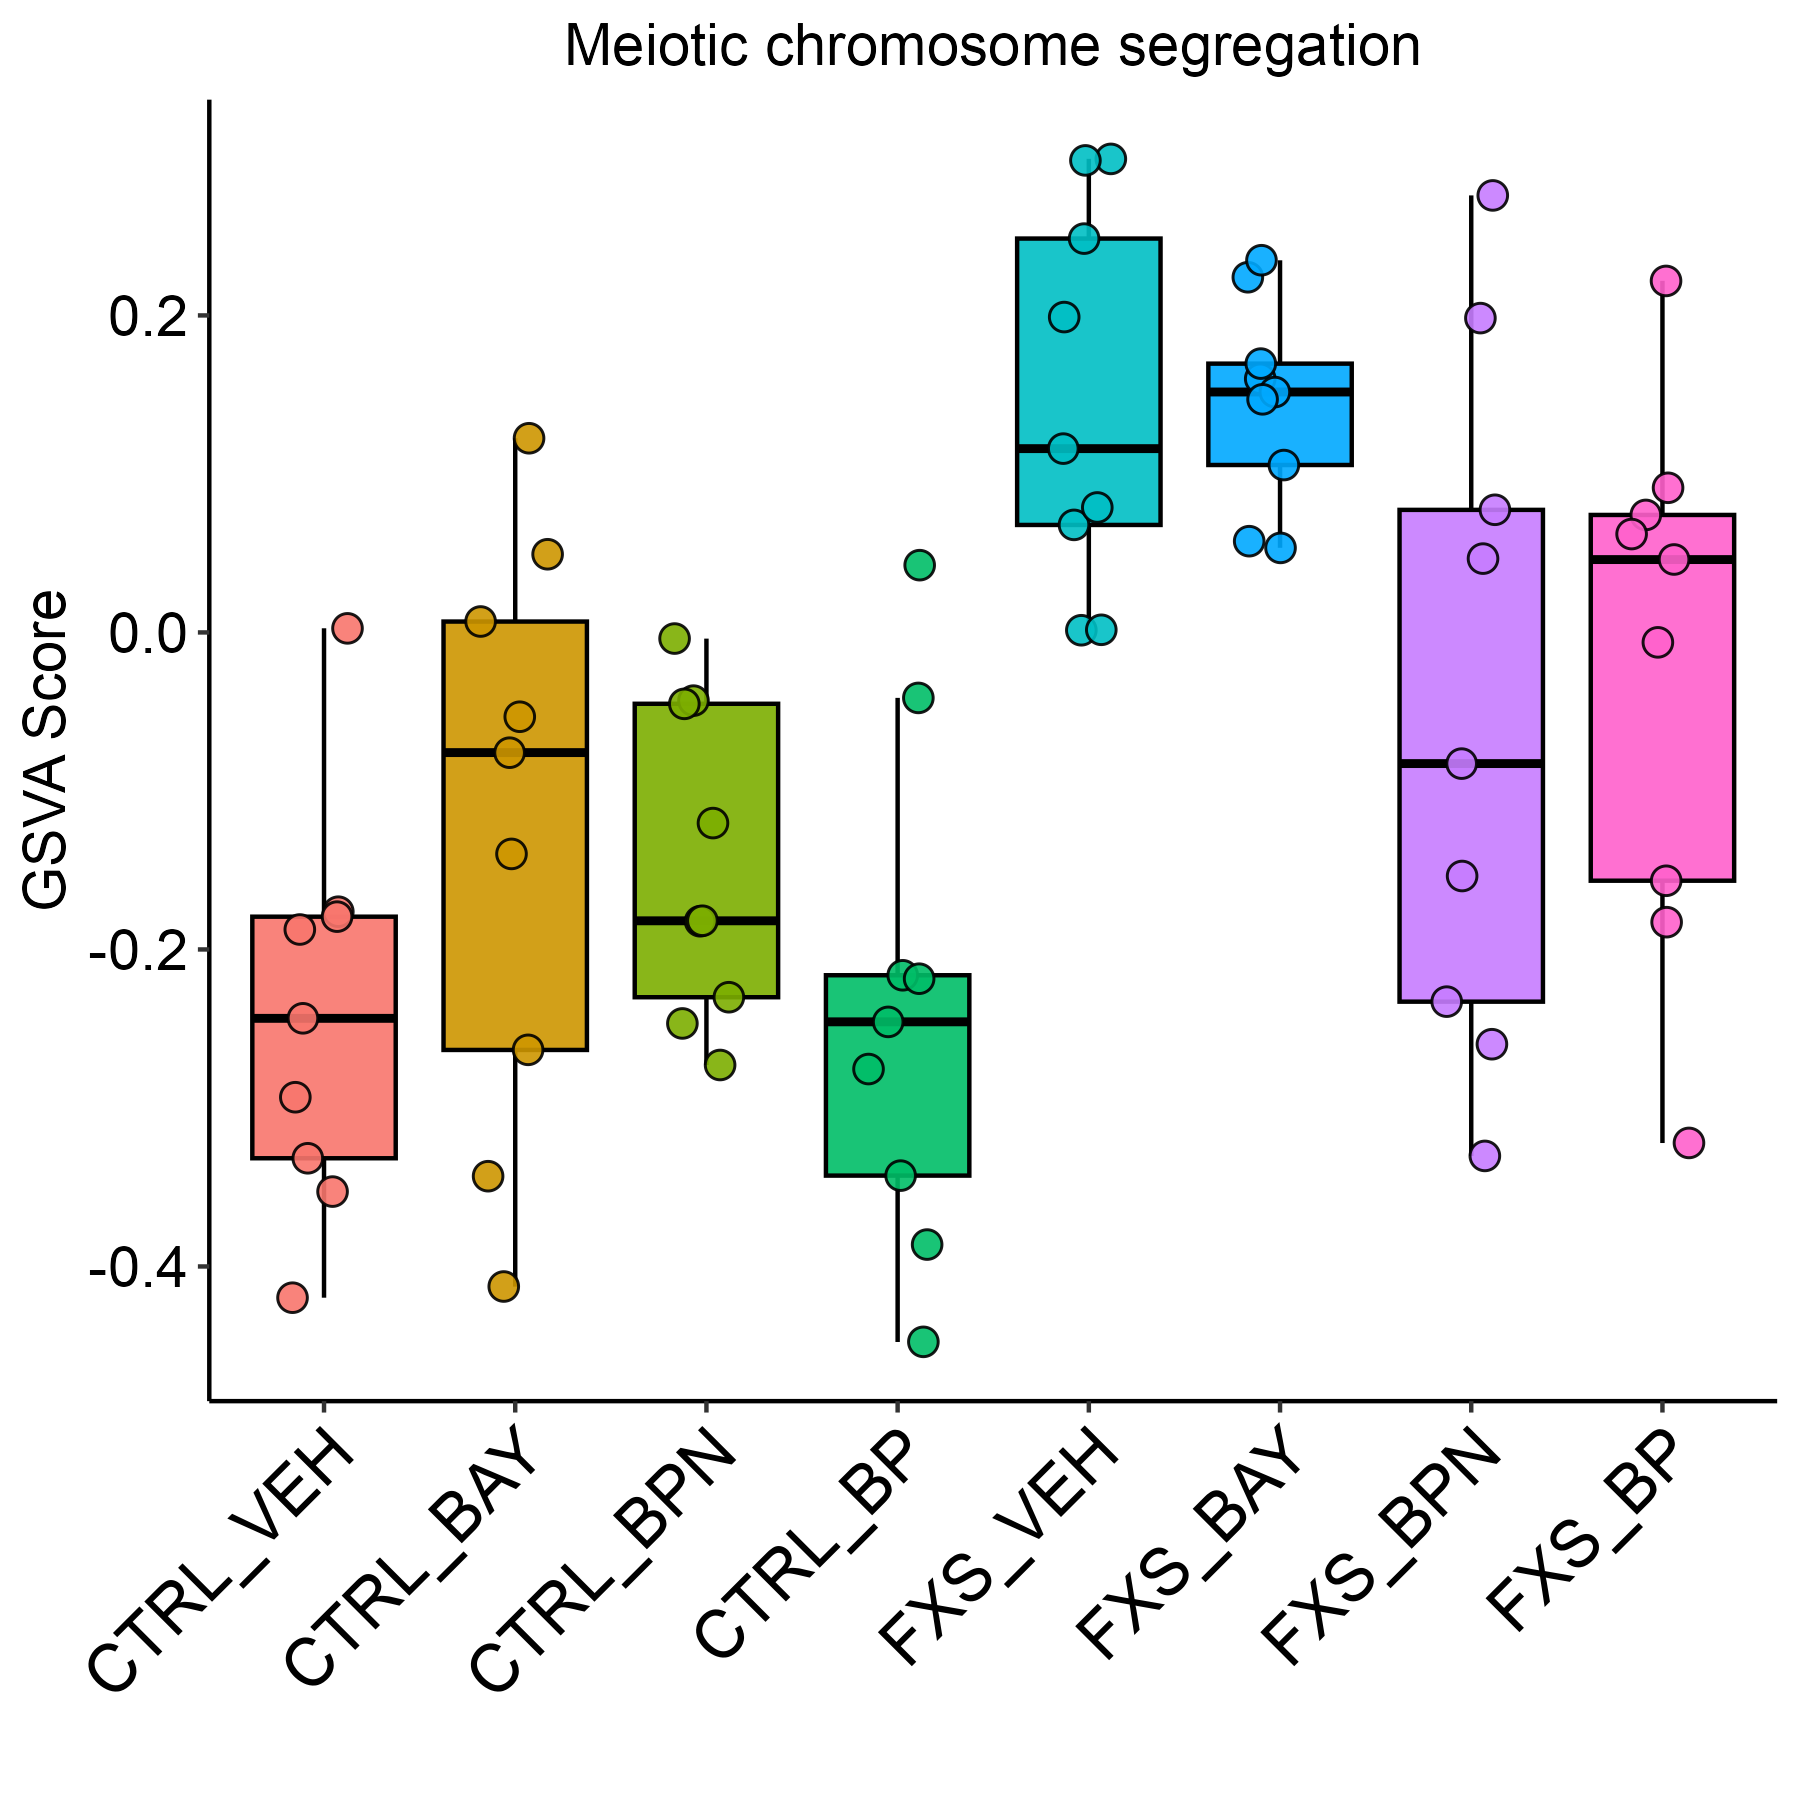 Meiotic chromosome segregation
GSVA Score
0.2
0.0
-0.2
-0.4
CTRL_VEH
CTRL_BAY
CTRL_BPN
CTRL_BP
FXS_VEH
FXS_BAY
FXS_BPN
FXS_BP